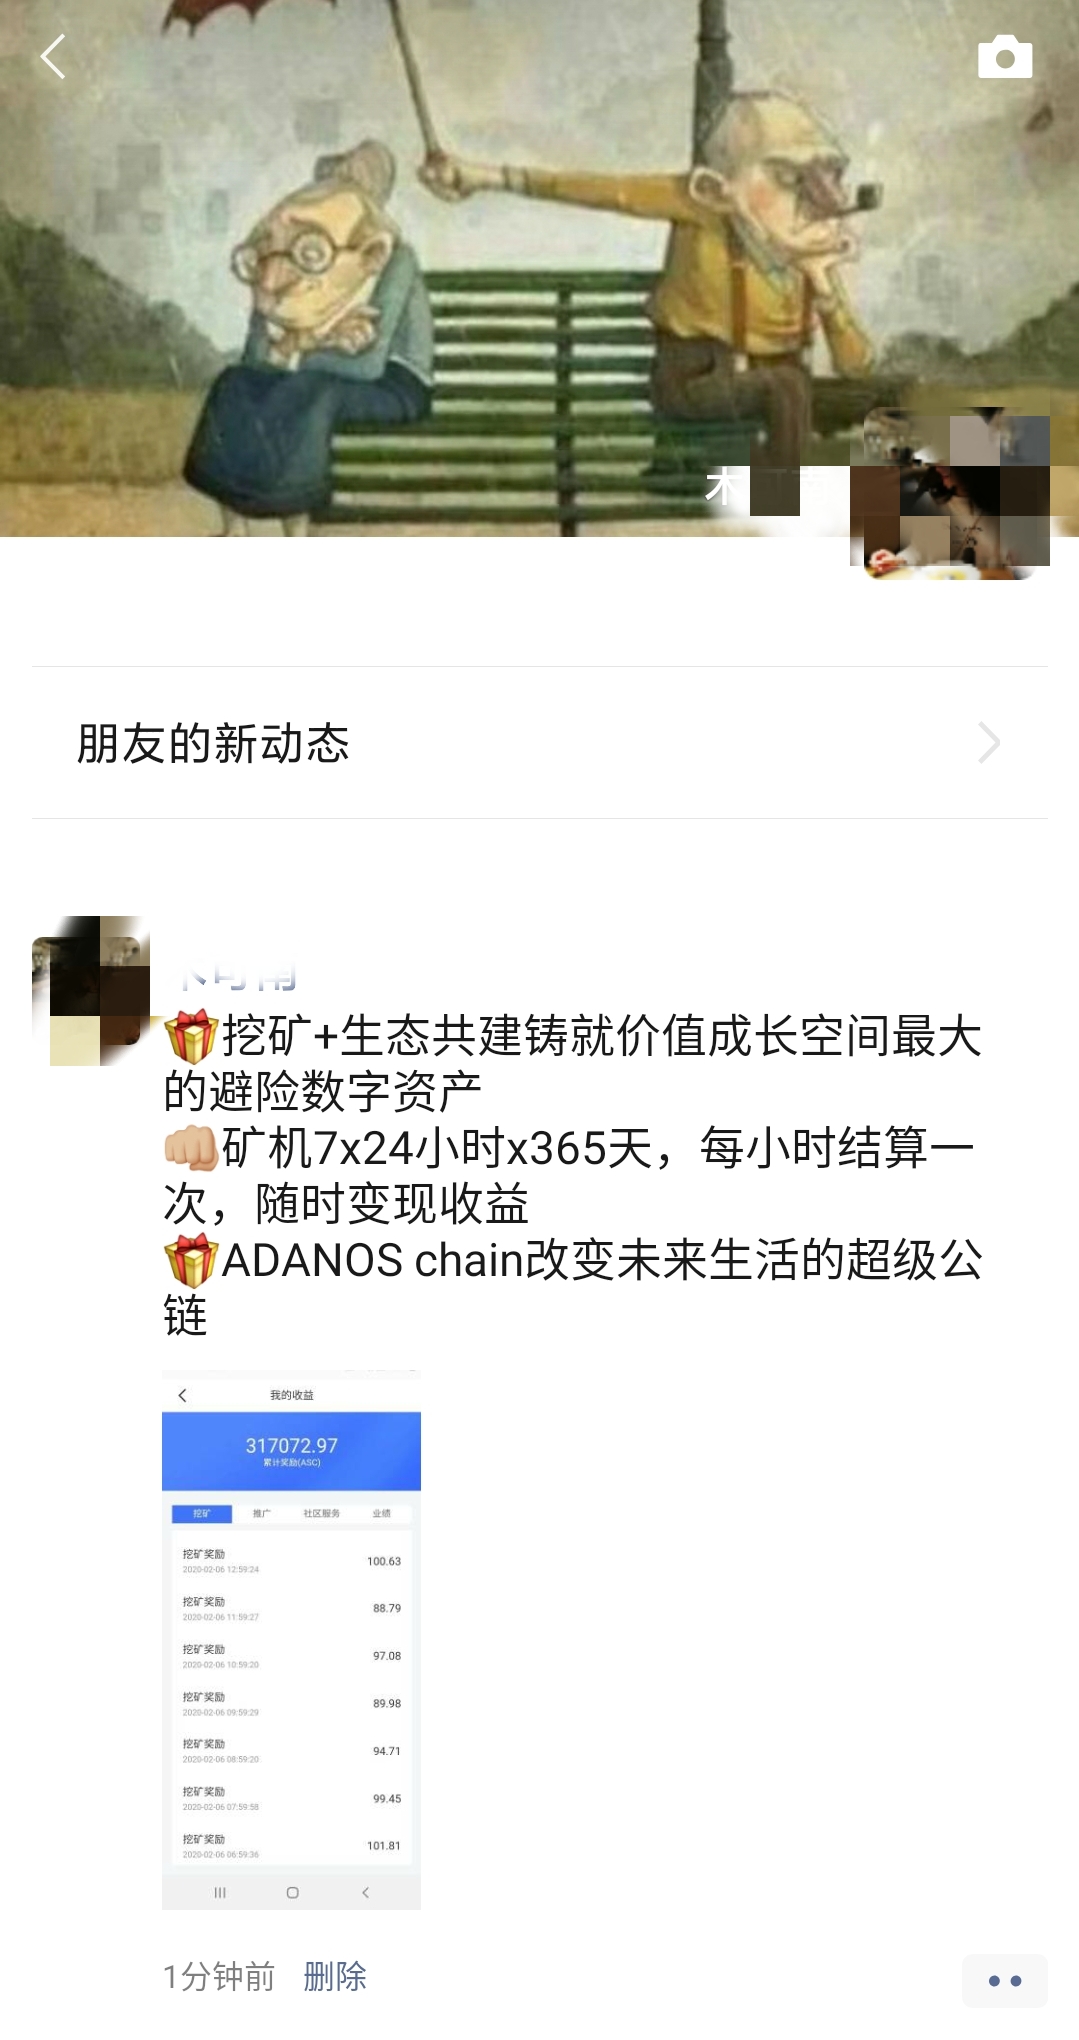 木
朋友的新动态
🎁挖矿+生态共建铸就价值成长空间最大
的避险数字资产
👊🏼矿机7x24小时x365天，每小时结算一
次，随时变现收益
🎁ADANOS chain改变未来生活的超级公
链
我的收益
317072.97
累计奖励(ASC)
挖矿 推广 社区服务 业绩
挖矿奖励 100.63
2020-02-06 12:59:24
挖矿奖励 88.79
2020-02-06 11:59:27
挖矿奖励 97.08
2020-02-06 10:59:20
挖矿奖励 89.98
2020-02-06 09:59:29
挖矿奖励 94.71
2020-02-06 08:59:20
挖矿奖励 99.45
2020-02-06 07:59:58
挖矿奖励 101.81
2020-02-06 06:59:36
1分钟前 删除